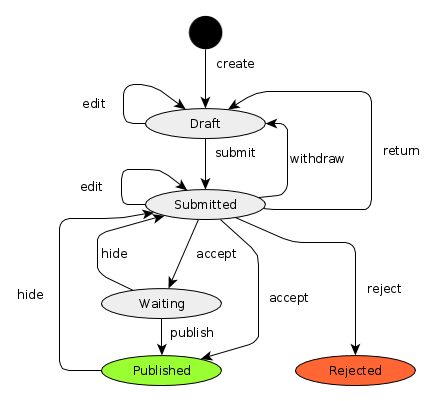 create
edit
Draft
submit
withdraw
return
edit
Submitted
hide
accept
hide
accept
reject
Waiting
publish
Published
Rejected